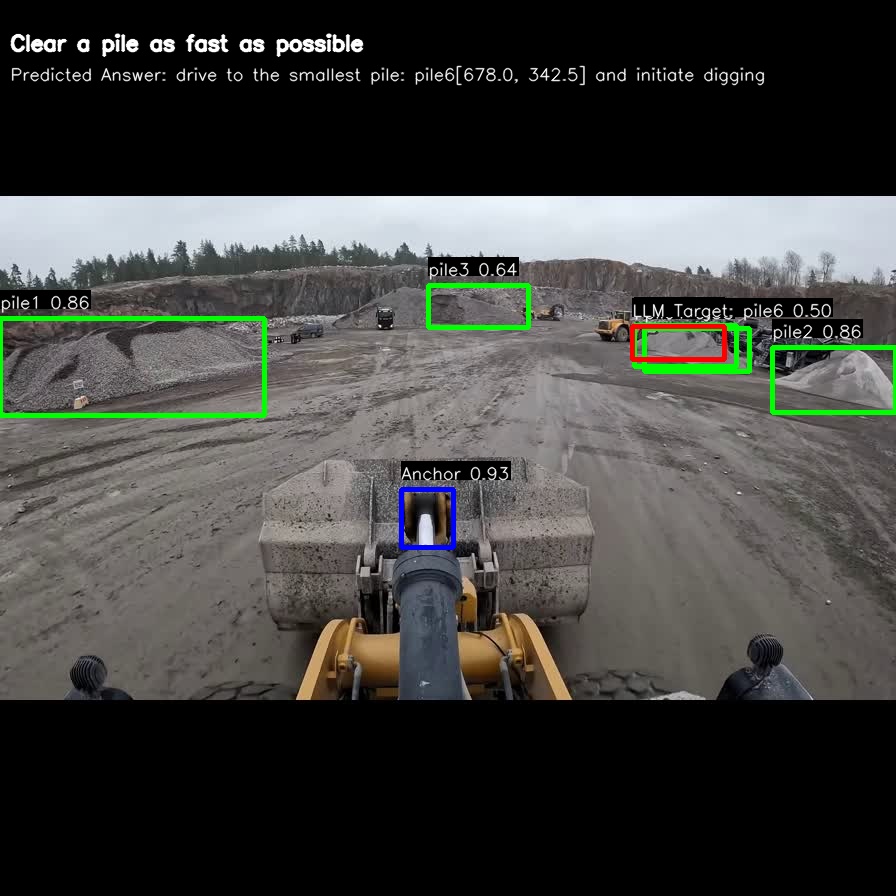 Clear a pile as fast as possible
Predicted Answer: drive to the smallest pile: pile6[678.0, 342.5] and initiate digging
pile3 0.64
pile1 0.86
LLM Target: pile6 0.50
pile2 0.86
Anchor 0.93